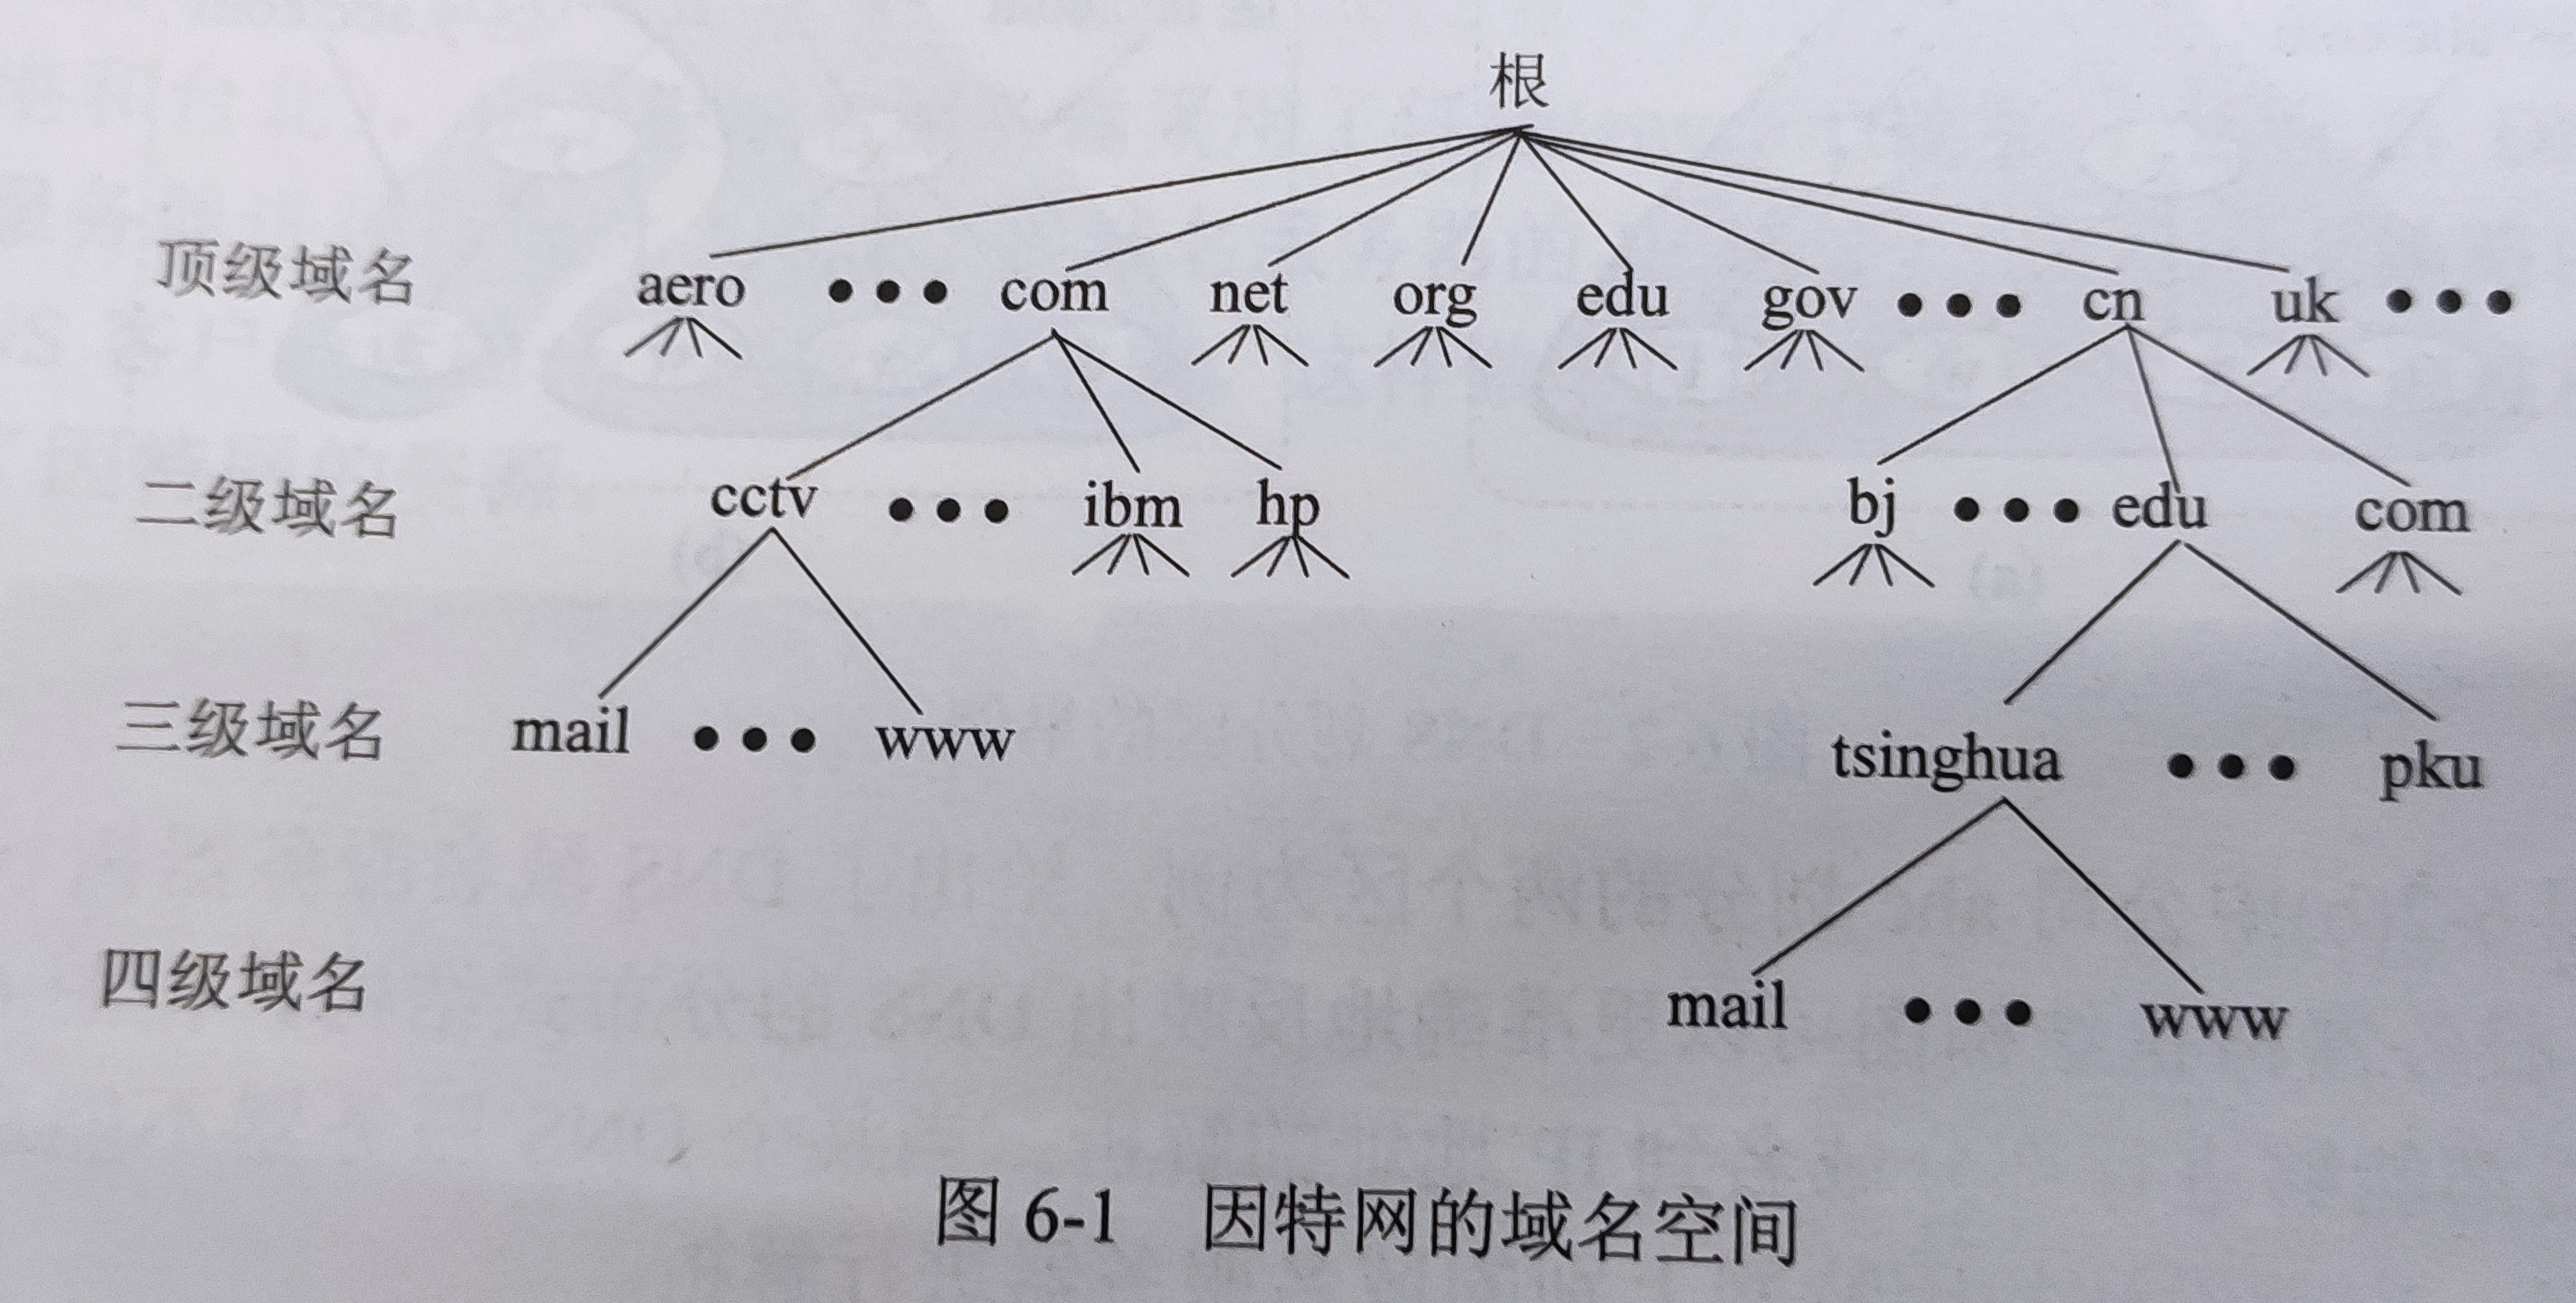 根
顶级域名 aero ••• com net org edu gov ••• cn uk •••
二级域名 cctv ••• ibm hp bj ••• edu com
三级域名 mail ••• www tsinghua ••• pku
四级域名 mail ••• www
图 6-1 因特网的域名空间